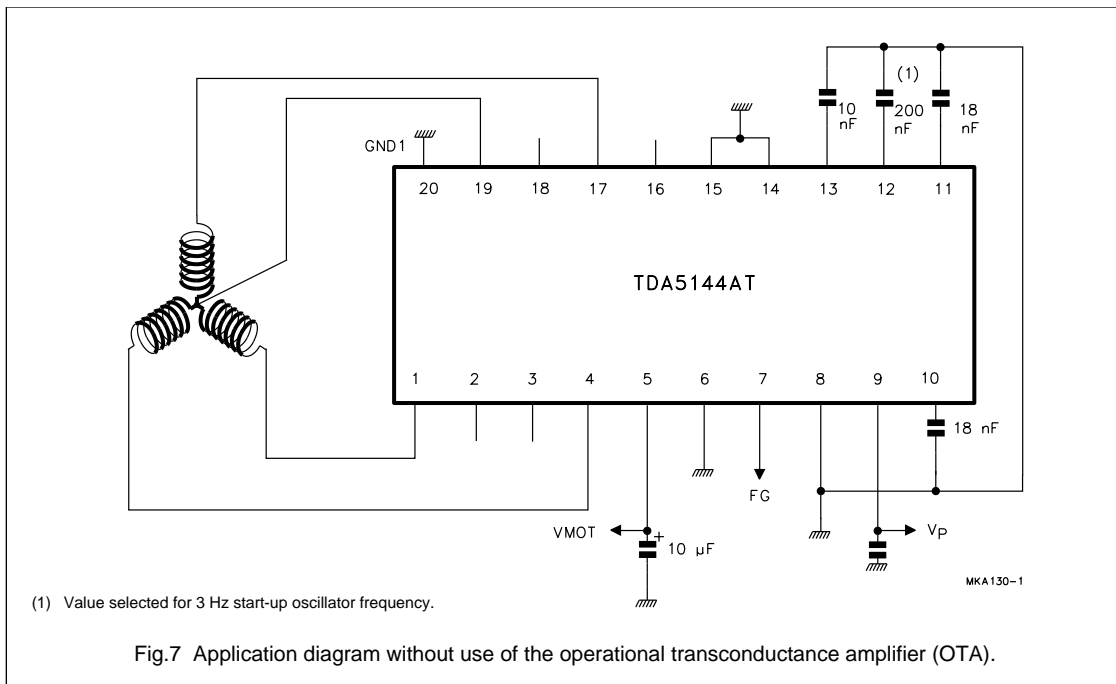 (1)
10 nF
200 nF
18 nF
GND1
20 19 18 17 16 15 14 13 12 11
TDA5144AT
1 2 3 4 5 6 7 8 9 10
18 nF
FG
VMOT
+
10 µF
VP
MKA130-1
(1) Value selected for 3 Hz start-up oscillator frequency.
Fig.7 Application diagram without use of the operational transconductance amplifier (OTA).